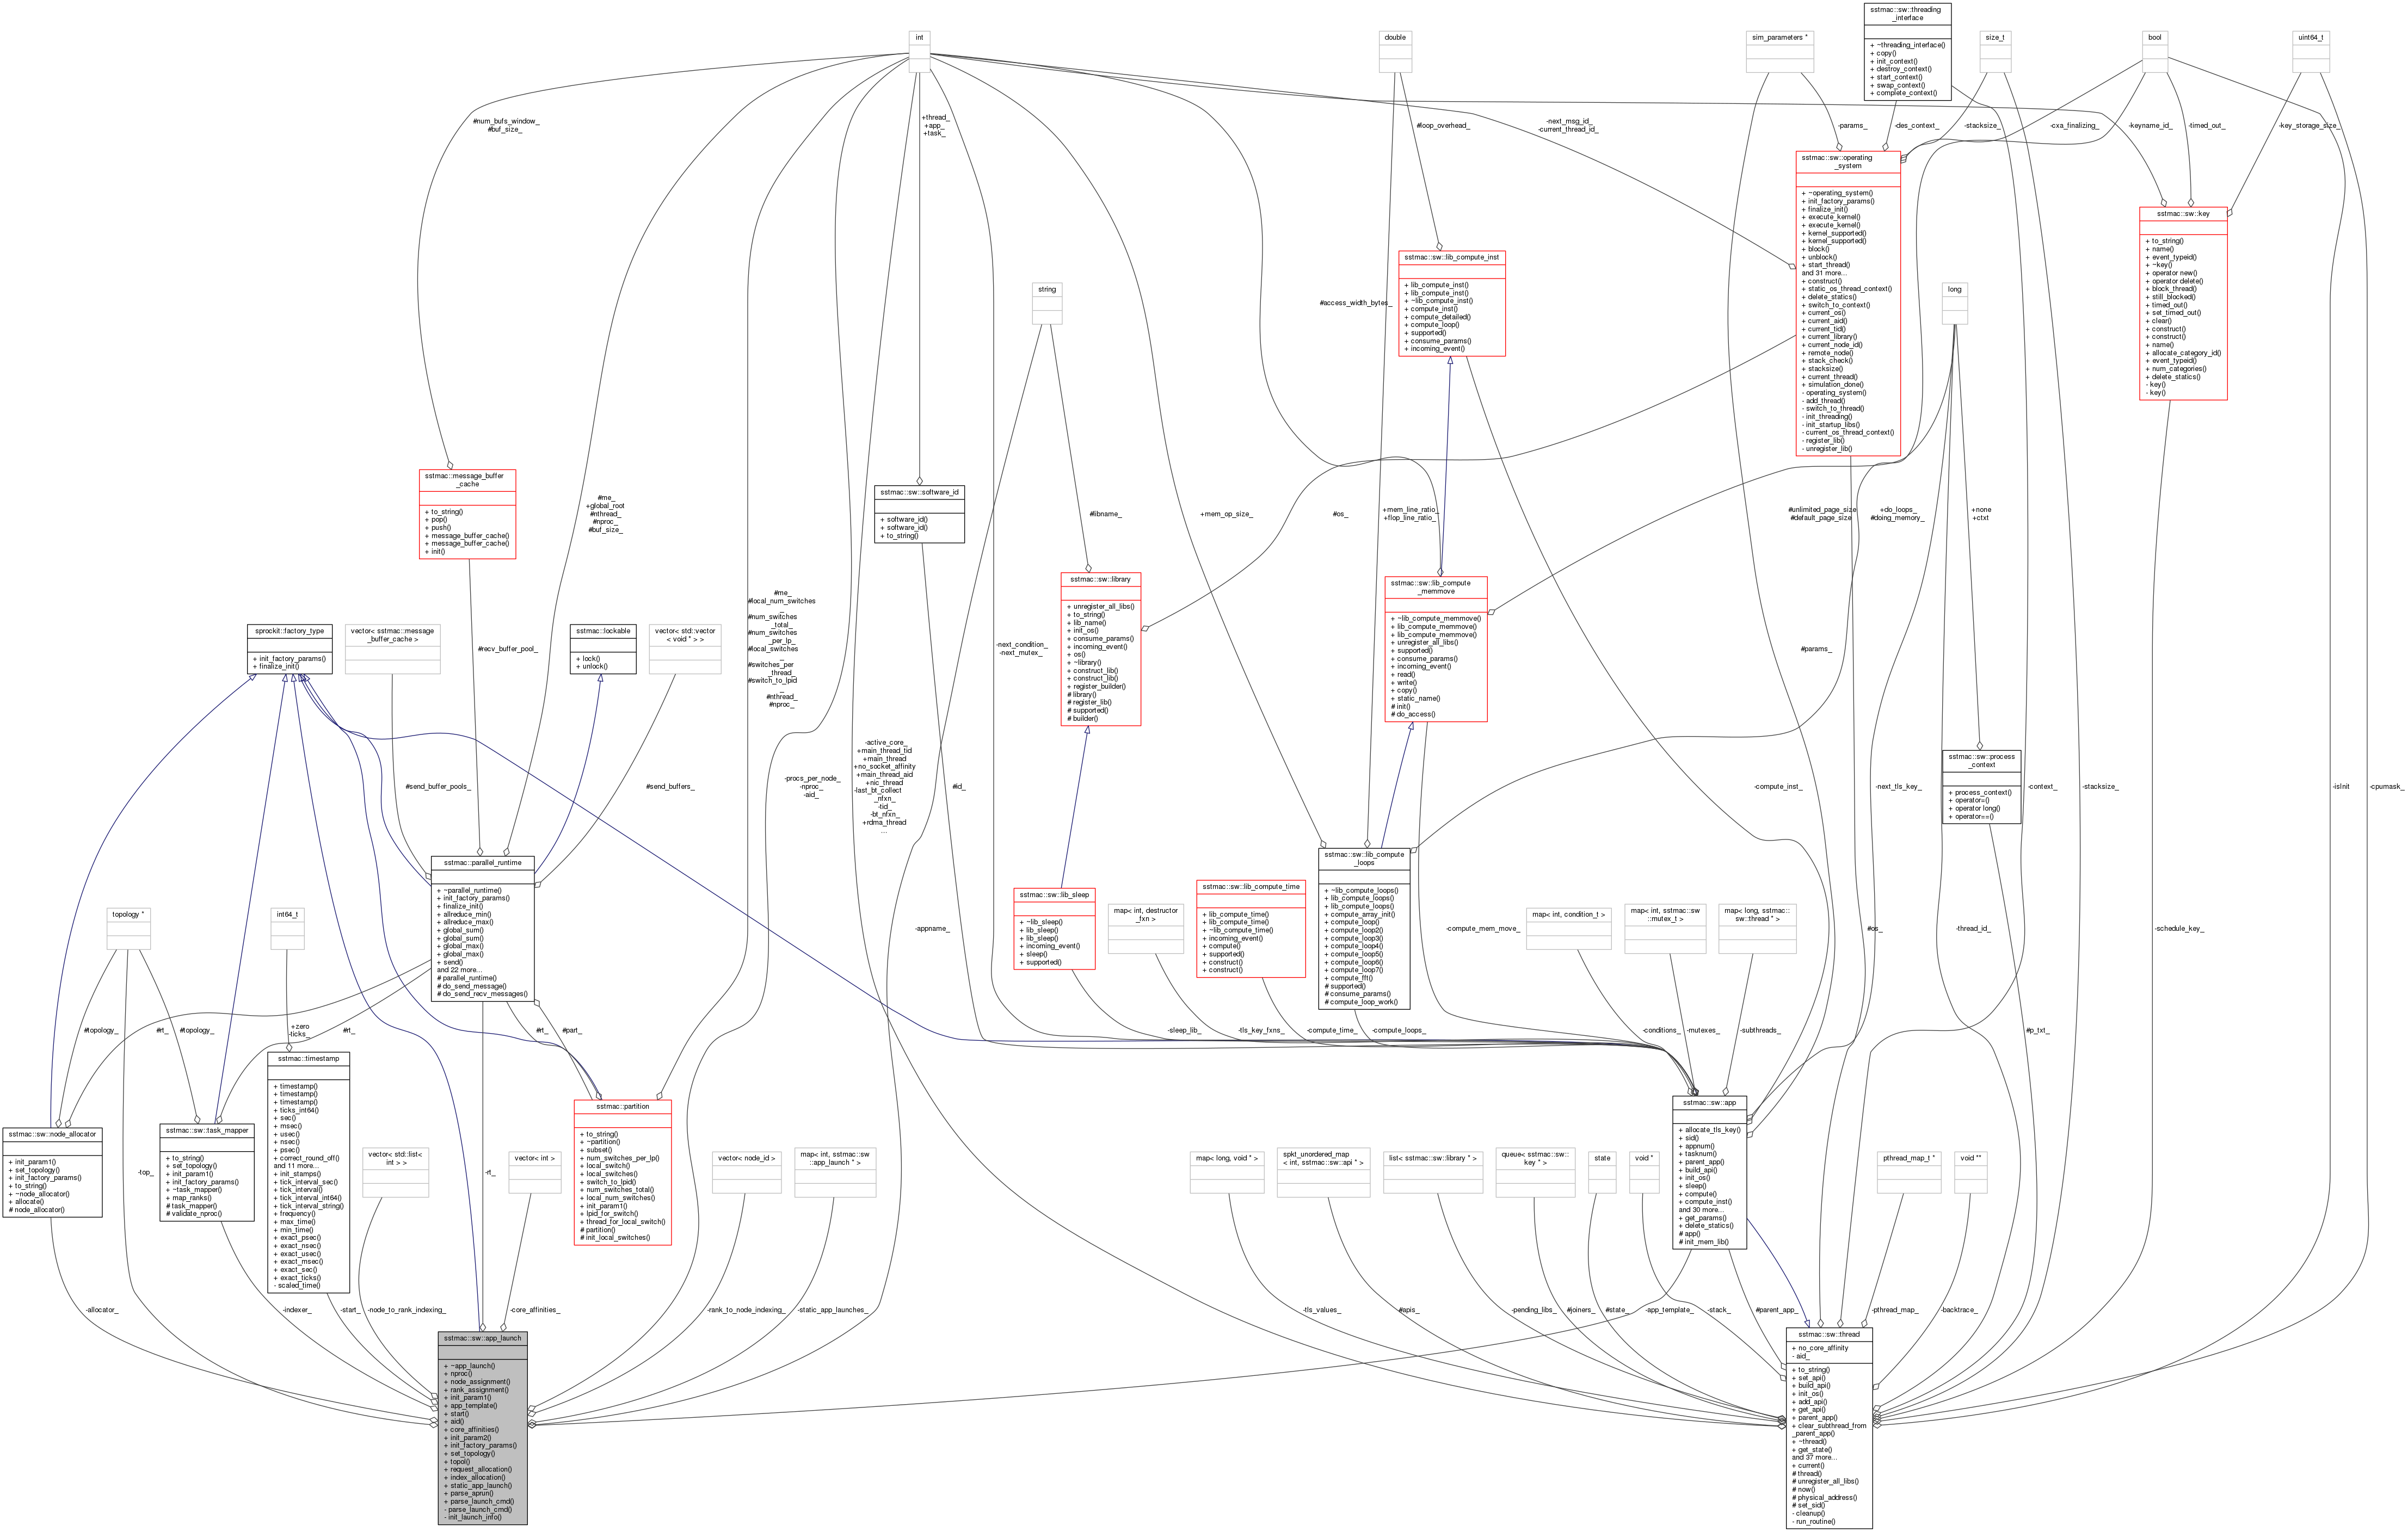 sstmac::sw::threading
_interface
+ ~threading_interface()
+ copy()
+ init_context()
+ destroy_context()
+ start_context()
+ swap_context()
+ complete_context()
int
double
sim_parameters *
size_t
bool
uint64_t
#num_bufs_window_
#buf_size_
+thread_
+app_
+task_
#loop_overhead_
-next_msg_id_
-current_thread_id_
-params_
-des_context_
-stacksize_
-cxa_finalizing_
-keyname_id_
-timed_out_
-key_storage_size_
sstmac::sw::operating
_system
+ ~operating_system()
+ init_factory_params()
+ finalize_init()
+ execute_kernel()
+ execute_kernel()
+ kernel_supported()
+ kernel_supported()
+ block()
+ unblock()
+ start_thread()
and 31 more...
+ construct()
+ static_os_thread_context()
+ delete_statics()
+ switch_to_context()
+ current_os()
+ current_aid()
+ current_tid()
+ current_library()
+ current_node_id()
+ remote_node()
+ stack_check()
+ stacksize()
+ current_thread()
+ simulation_done()
- operating_system()
- add_thread()
- switch_to_thread()
- init_threading()
- init_startup_libs()
- current_os_thread_context()
- register_lib()
- unregister_lib()
sstmac::sw::key
+ to_string()
+ name()
+ event_typeid()
+ ~key()
+ operator new()
+ operator delete()
+ block_thread()
+ still_blocked()
+ timed_out()
+ set_timed_out()
+ clear()
+ construct()
+ construct()
+ name()
+ allocate_category_id()
+ event_typeid()
+ num_categories()
+ delete_statics()
- key()
- key()
sstmac::sw::lib_compute_inst
+ lib_compute_inst()
+ lib_compute_inst()
+ ~lib_compute_inst()
+ compute_inst()
+ compute_detailed()
+ compute_loop()
+ supported()
+ consume_params()
+ incoming_event()
string
#access_width_bytes_
long
sstmac::message_buffer
_cache
+ to_string()
+ pop()
+ push()
+ message_buffer_cache()
+ message_buffer_cache()
+ init()
#me_
+global_root
#nthread_
#nproc_
#buf_size_
sstmac::sw::software_id
+ software_id()
+ software_id()
+ to_string()
#libname_
+mem_op_size_
#os_
+mem_line_ratio_
+flop_line_ratio_
#unlimited_page_size_
#default_page_size_
+do_loops_
#doing_memory_
+none
+ctxt
sstmac::sw::library
+ unregister_all_libs()
+ to_string()
+ lib_name()
+ init_os()
+ consume_params()
+ incoming_event()
+ os()
+ ~library()
+ construct_lib()
+ construct_lib()
+ register_builder()
# library()
# register_lib()
# supported()
# builder()
sstmac::sw::lib_compute
_memmove
+ ~lib_compute_memmove()
+ lib_compute_memmove()
+ lib_compute_memmove()
+ unregister_all_libs()
+ supported()
+ consume_params()
+ incoming_event()
+ read()
+ write()
+ copy()
+ static_name()
# init()
# do_access()
sprockit::factory_type
+ init_factory_params()
+ finalize_init()
vector< sstmac::message
_buffer_cache >
#recv_buffer_pool_
sstmac::lockable
+ lock()
+ unlock()
vector< std::vector
< void * > >
#me_
#local_num_switches
_
#num_switches
_total_
#num_switches
_per_lp_
#local_switches
_
#switches_per
_thread_
#switch_to_lpid
_
#nthread_
#nproc_
-next_condition_
-next_mutex_
#params_
-active_core_
+main_thread_tid
+main_thread
+no_socket_affinity
+main_thread_aid
+nic_thread
-last_bt_collect
_nfxn_
-tid_
-bt_nfxn_
+rdma_thread
...
sstmac::sw::process
_context
+ process_context()
+ operator=()
+ operator long()
+ operator==()
#send_buffer_pools_
#send_buffers_
-procs_per_node_
-nproc_
-aid_
#id_
-compute_inst_
-next_tls_key_
-context_
-stacksize_
-isInit
-cpumask_
sstmac::parallel_runtime
+ ~parallel_runtime()
+ init_factory_params()
+ finalize_init()
+ allreduce_min()
+ allreduce_max()
+ global_sum()
+ global_sum()
+ global_max()
+ global_max()
+ send()
and 22 more...
# parallel_runtime()
# do_send_message()
# do_send_recv_messages()
sstmac::sw::lib_compute
_loops
+ ~lib_compute_loops()
+ lib_compute_loops()
+ lib_compute_loops()
+ compute_array_init()
+ compute_loop()
+ compute_loop2()
+ compute_loop3()
+ compute_loop4()
+ compute_loop5()
+ compute_loop6()
+ compute_loop7()
+ compute_fft()
# supported()
# consume_params()
# compute_loop_work()
sstmac::sw::lib_sleep
+ ~lib_sleep()
+ lib_sleep()
+ lib_sleep()
+ incoming_event()
+ sleep()
+ supported()
map< int, destructor
_fxn >
sstmac::sw::lib_compute_time
+ lib_compute_time()
+ lib_compute_time()
+ ~lib_compute_time()
+ incoming_event()
+ compute()
+ supported()
+ construct()
+ construct()
topology *
int64_t
-appname_
-compute_mem_move_
map< int, condition_t >
map< int, sstmac::sw
::mutex_t >
map< long, sstmac::
sw::thread * >
#os_
-thread_id_
-schedule_key_
#topology_
#rt_
#topology_
+zero
-ticks_
#rt_
#rt_
#part_
-sleep_lib_
-tls_key_fxns_
-compute_time_
-compute_loops_
-conditions_
-mutexes_
-subthreads_
#p_txt_
sstmac::sw::node_allocator
+ init_param1()
+ set_topology()
+ init_factory_params()
+ to_string()
+ ~node_allocator()
+ allocate()
# node_allocator()
sstmac::sw::task_mapper
+ to_string()
+ set_topology()
+ init_param1()
+ init_factory_params()
+ ~task_mapper()
+ map_ranks()
# task_mapper()
# validate_nproc()
sstmac::timestamp
+ timestamp()
+ timestamp()
+ timestamp()
+ ticks_int64()
+ sec()
+ msec()
+ usec()
+ nsec()
+ psec()
+ correct_round_off()
and 11 more...
+ init_stamps()
+ tick_interval_sec()
+ tick_interval()
+ tick_interval_int64()
+ tick_interval_string()
+ frequency()
+ max_time()
+ min_time()
+ exact_psec()
+ exact_nsec()
+ exact_usec()
+ exact_msec()
+ exact_sec()
+ exact_ticks()
- scaled_time()
sstmac::partition
+ to_string()
+ ~partition()
+ subset()
+ num_switches_per_lp()
+ local_switch()
+ local_switches()
+ switch_to_lpid()
+ num_switches_total()
+ local_num_switches()
+ init_param1()
+ lpid_for_switch()
+ thread_for_local_switch()
# partition()
# init_local_switches()
sstmac::sw::app
+ allocate_tls_key()
+ sid()
+ appnum()
+ tasknum()
+ parent_app()
+ build_api()
+ init_os()
+ sleep()
+ compute()
+ compute_inst()
and 30 more...
+ get_params()
+ delete_statics()
# app()
# init_mem_lib()
-top_
vector< std::list<
int > >
-rt_
vector< int >
vector< node_id >
map< int, sstmac::sw
::app_launch * >
map< long, void * >
spkt_unordered_map
< int, sstmac::sw::api * >
list< sstmac::sw::library * >
queue< sstmac::sw::
key * >
state
void *
pthread_map_t *
void **
-allocator_
-indexer_
-start_
-node_to_rank_indexing_
-core_affinities_
-rank_to_node_indexing_
-static_app_launches_
-tls_values_
#apis_
-pending_libs_
#joiners_
#state_
-app_template_
-stack_
#parent_app_
-pthread_map_
-backtrace_
sstmac::sw::app_launch
+ ~app_launch()
+ nproc()
+ node_assignment()
+ rank_assignment()
+ init_param1()
+ app_template()
+ start()
+ aid()
+ core_affinities()
+ init_param2()
+ init_factory_params()
+ set_topology()
+ topol()
+ request_allocation()
+ index_allocation()
+ static_app_launch()
+ parse_aprun()
+ parse_launch_cmd()
- parse_launch_cmd()
- init_launch_info()
sstmac::sw::thread
+ no_core_affinity
- aid_
+ to_string()
+ set_api()
+ build_api()
+ init_os()
+ add_api()
+ get_api()
+ parent_app()
+ clear_subthread_from
_parent_app()
+ ~thread()
+ get_state()
and 37 more...
+ current()
# thread()
# unregister_all_libs()
# now()
# physical_address()
# set_sid()
- cleanup()
- run_routine()